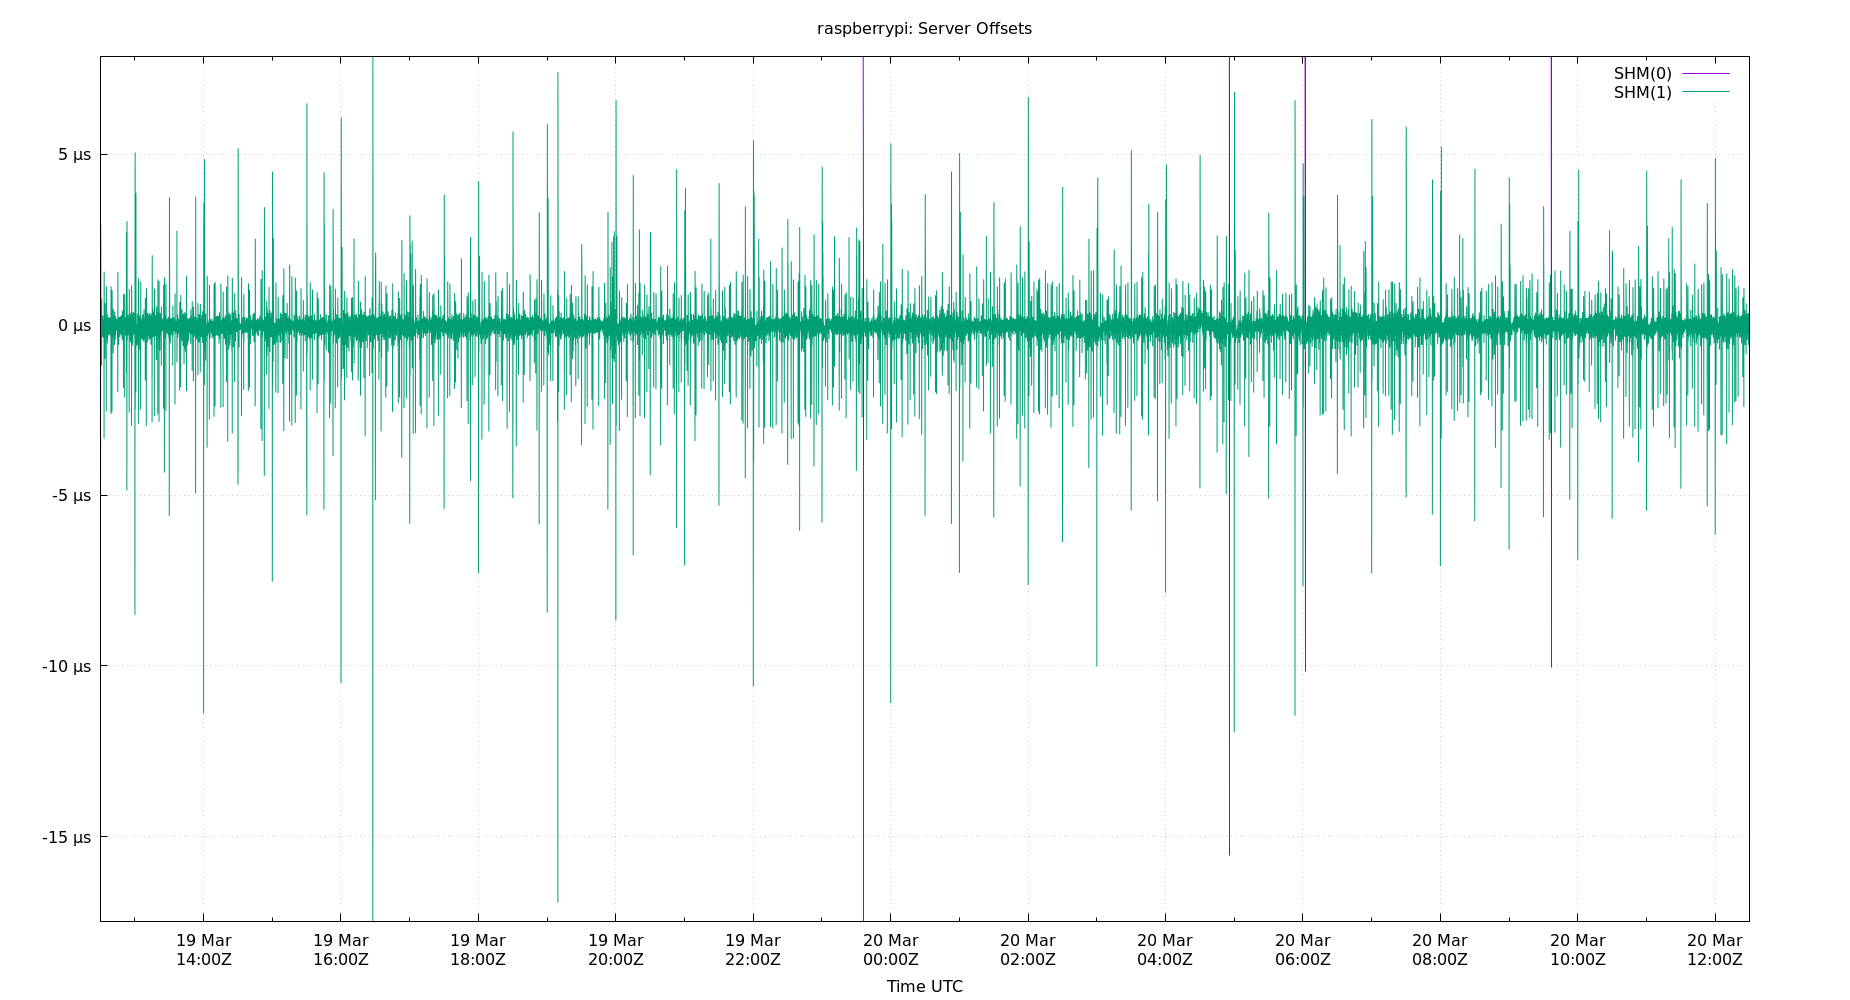 raspberrypi: Server Offsets
SHM(0)
SHM(1)
5 µs
0 µs
-5 µs
-10 µs
-15 µs
19 Mar 19 Mar 19 Mar 19 Mar 19 Mar 20 Mar 20 Mar 20 Mar 20 Mar 20 Mar 20 Mar 20 Mar
14:00Z 16:00Z 18:00Z 20:00Z 22:00Z 00:00Z 02:00Z 04:00Z 06:00Z 08:00Z 10:00Z 12:00Z
Time UTC